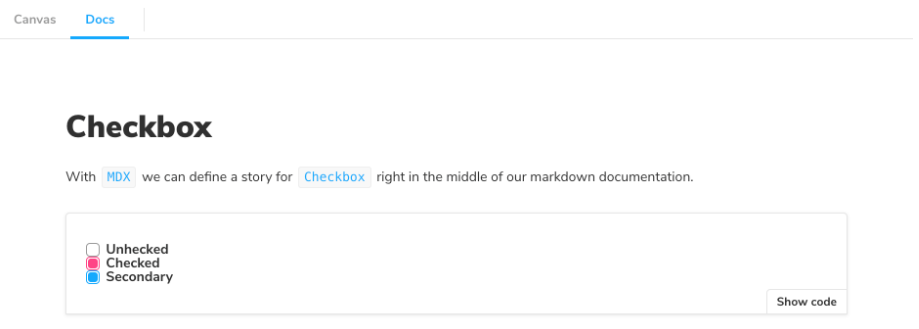 Canvas Docs
Checkbox
With MDX we can define a story for Checkbox right in the middle of our markdown documentation.
Unhecked
Checked
Secondary
Show code